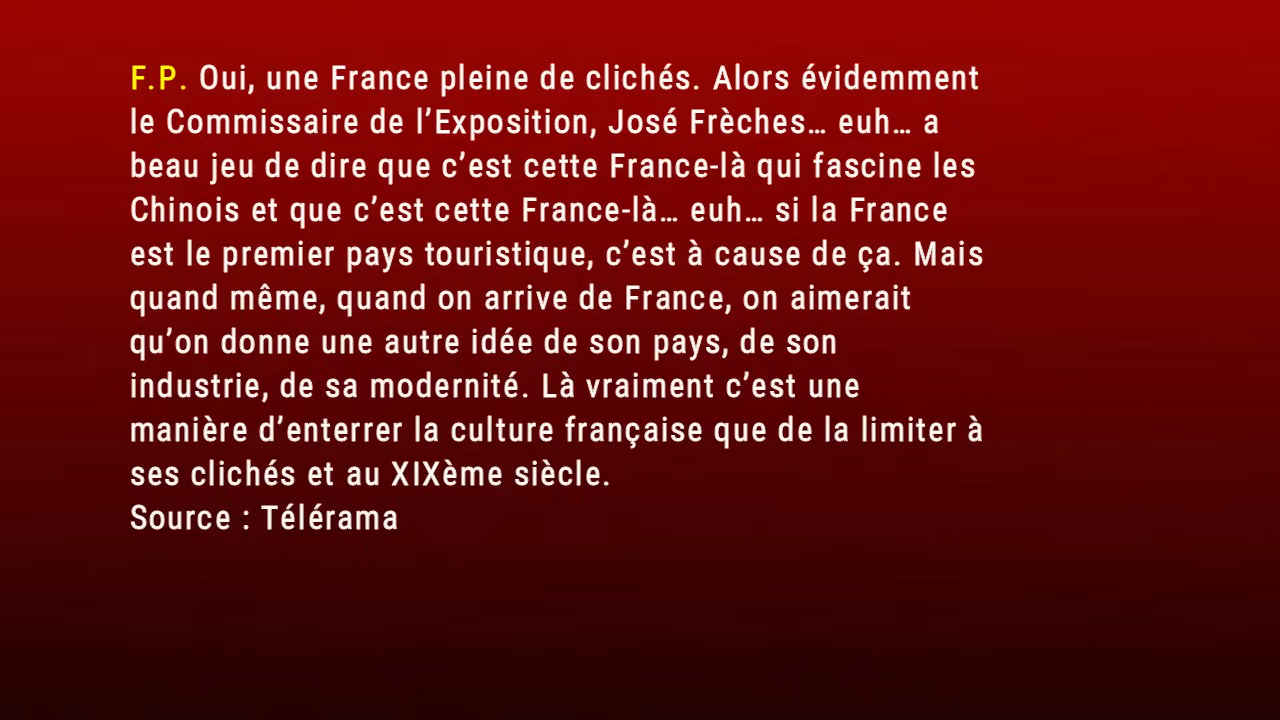 F.P. Oui, une France pleine de clichés. Alors évidemment
le Commissaire de l’Exposition, José Frèches… euh… a
beau jeu de dire que c’est cette France-là qui fascine les
Chinois et que c’est cette France-là… euh… si la France
est le premier pays touristique, c’est à cause de ça. Mais
quand même, quand on arrive de France, on aimerait
qu’on donne une autre idée de son pays, de son
industrie, de sa modernité. Là vraiment c’est une
manière d’enterrer la culture française que de la limiter à
ses clichés et au XIXème siècle.
Source : Télérama